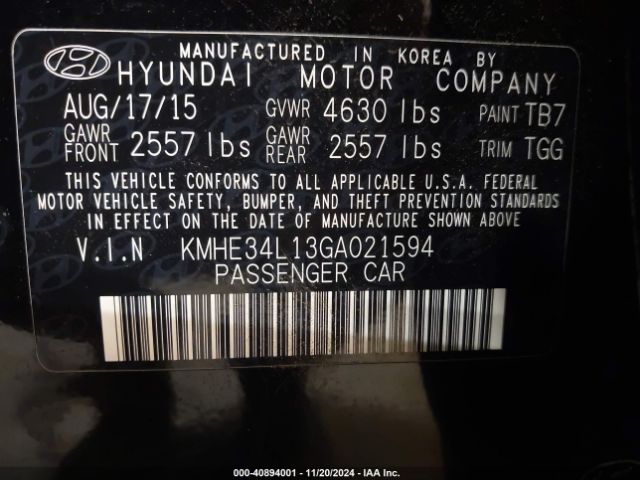 MANUFACTURED IN KOREA BY
HYUNDAI MOTOR COMPANY
AUG/17/15 GVWR 4630 lbs PAINT TB7
GAWR FRONT 2557 lbs GAWR REAR 2557 lbs TRIM TGG
THIS VEHICLE CONFORMS TO ALL APPLICABLE U.S.A. FEDERAL
MOTOR VEHICLE SAFETY, BUMPER, AND THEFT PREVENTION STANDARDS
IN EFFECT ON THE DATE OF MANUFACTURE SHOWN ABOVE
V.I.N KMHE34L13GA021594
PASSENGER CAR
000-40894001 - 11/20/2024 - IAA Inc.